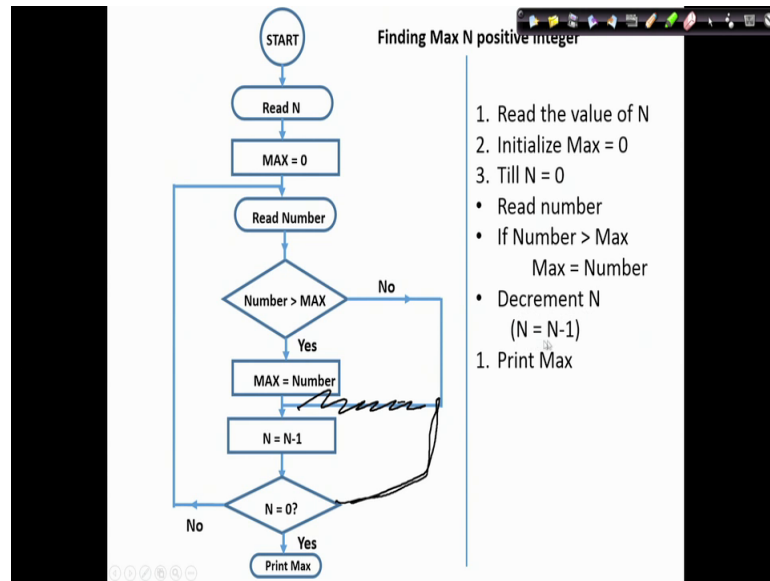 Finding Max N positive integer
START
Read N
MAX = 0
Read Number
Number > MAX
No
Yes
MAX = Number
N = N-1
N = 0?
No
Yes
Print Max
1. Read the value of N
2. Initialize Max = 0
3. Till N = 0
• Read number
• If Number > Max
Max = Number
• Decrement N
(N = N-1)
1. Print Max